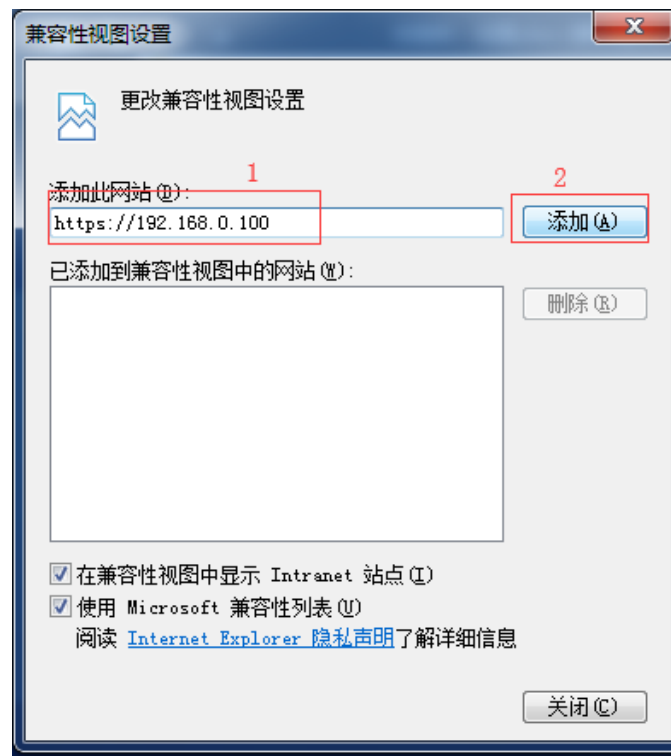 兼容性视图设置
更改兼容性视图设置
1
2
添加此网站(D):
https://192.168.0.100
添加(A)
已添加到兼容性视图中的网站(W):
删除(R)
在兼容性视图中显示 Intranet 站点(I)
使用 Microsoft 兼容性列表(U)
阅读 Internet Explorer 隐私声明了解详细信息
关闭(C)